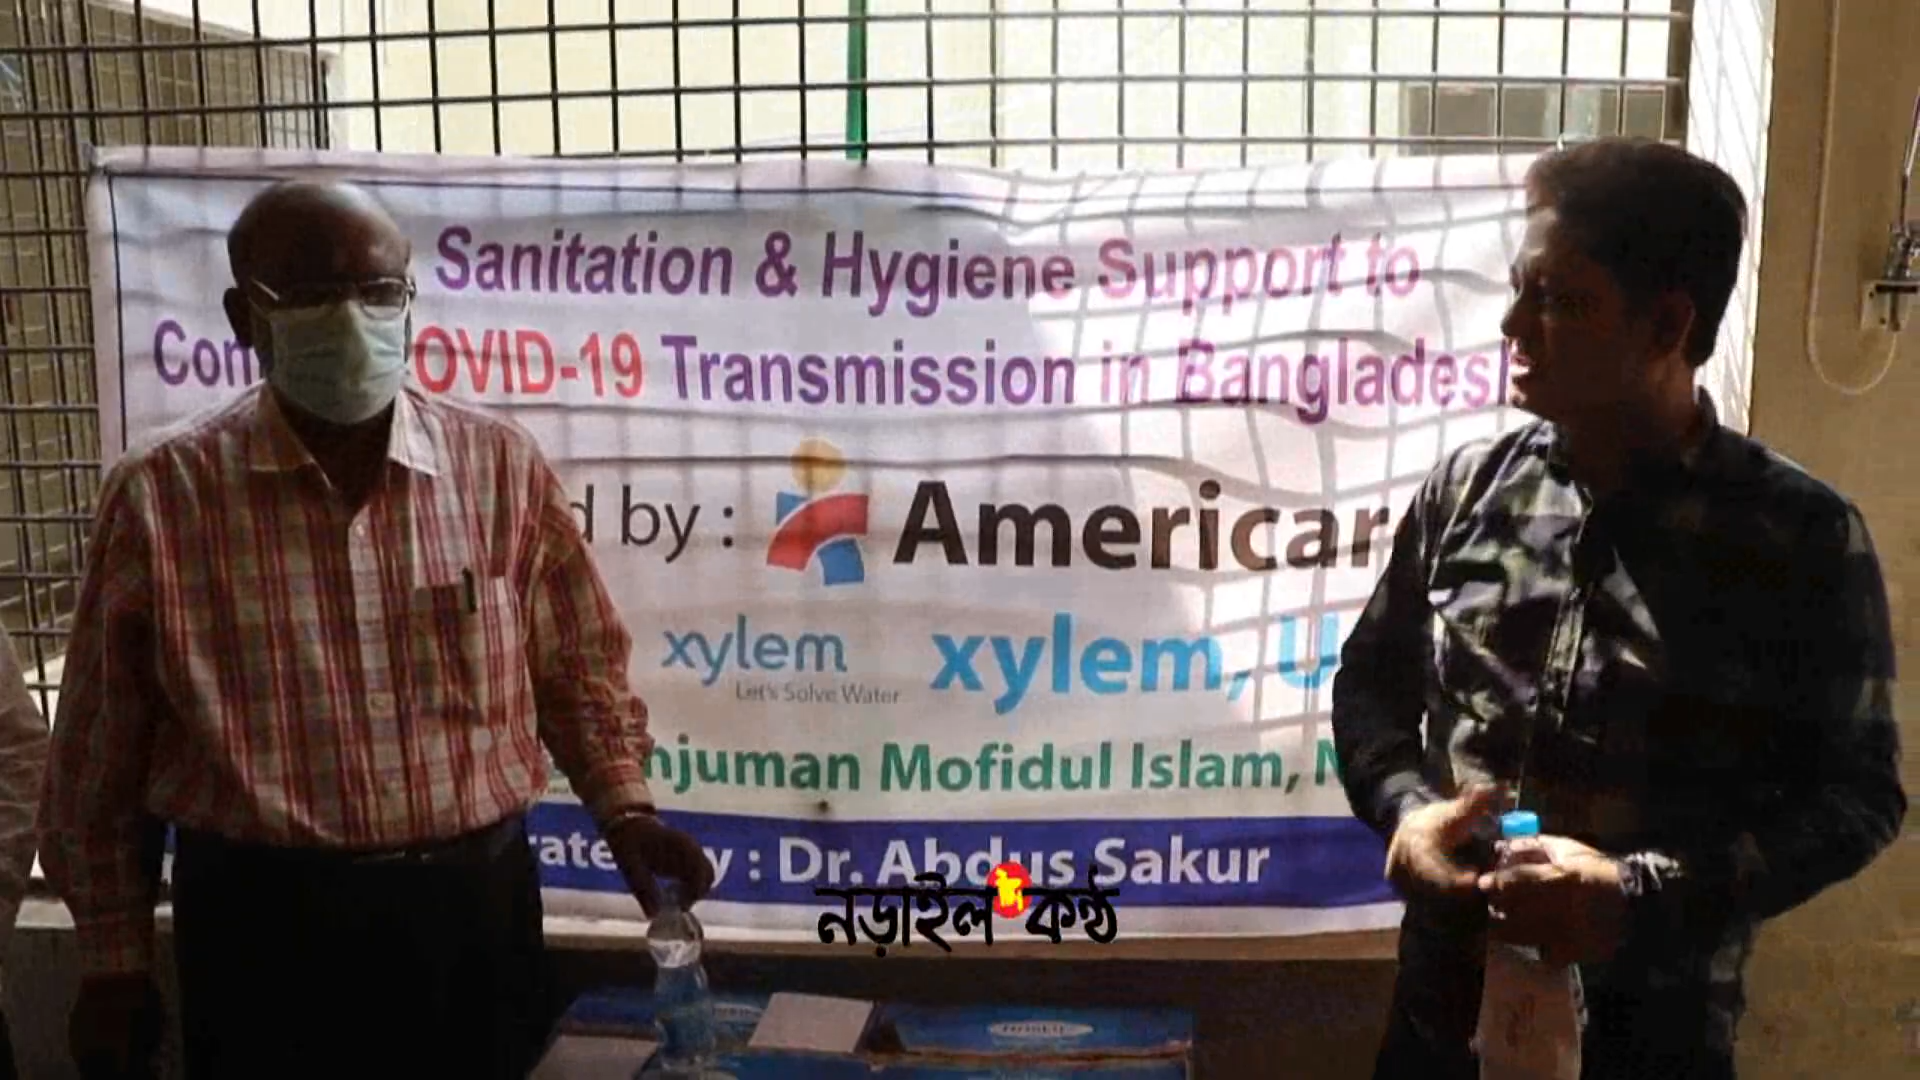 Sanitation & Hygiene Support to
Com OVID-19 Transmission in Bangladesh
d by : Americar
xylem xylem, U
Let's Solve Water
njuman Mofidul Islam, N
rate y : Dr. Abdus Sakur
নড়াইল কণ্ঠ